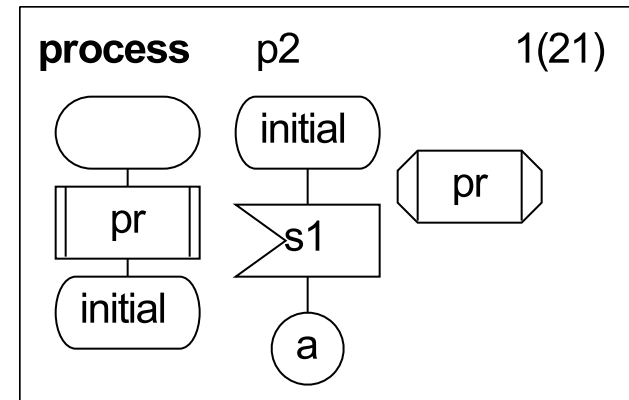 process p2 1(21)
initial
pr
pr
s1
initial
a